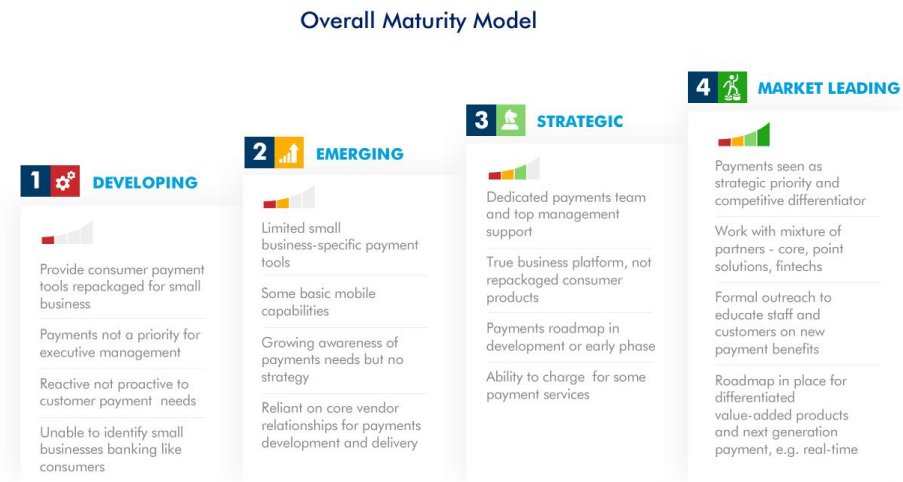 Overall Maturity Model
1 DEVELOPING
Provide consumer payment
tools repackaged for small
business
Payments not a priority for
executive management
Reactive not proactive to
customer payment needs
Unable to identify small
businesses banking like
consumers
2 EMERGING
Limited small
business-specific payment
tools
Some basic mobile
capabilities
Growing awareness of
payments needs but no
strategy
Reliant on core vendor
relationships for payments
development and delivery
3 STRATEGIC
Dedicated payments team
and top management
support
True business platform, not
repackaged consumer
products
Payments roadmap in
development or early phase
Ability to charge for some
payment services
4 MARKET LEADING
Payments seen as
strategic priority and
competitive differentiator
Work with mixture of
partners - core, point
solutions, fintechs
Formal outreach to
educate staff and
customers on new
payment benefits
Roadmap in place for
differentiated
value-added products
and next generation
payment, e.g. real-time